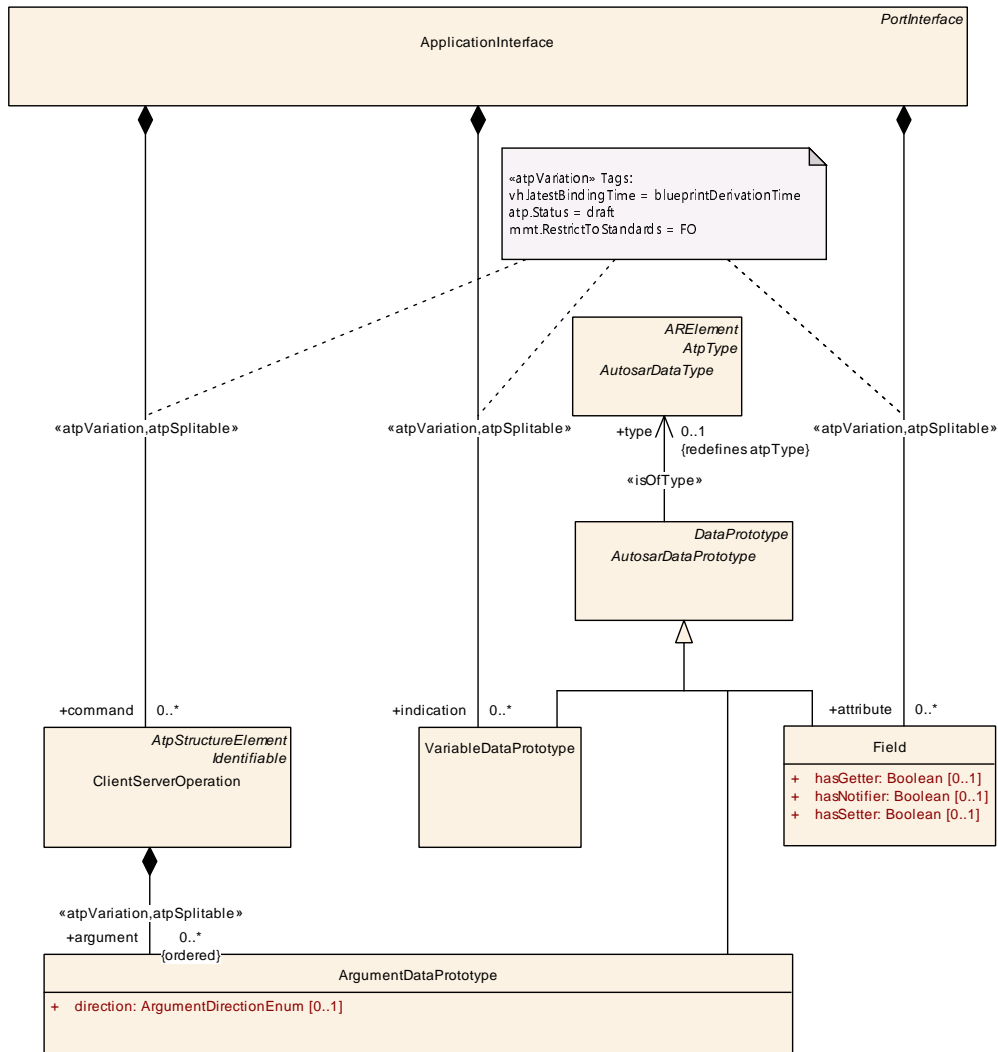 PortInterface
ApplicationInterface
«atpVariation» Tags:
vh.latestBindingTime = blueprintDerivationTime
atp.Status = draft
mmt.RestrictToStandards = FO
ARElement
AtpType
AutosarDataType
«atpVariation,atpSplitable»
«atpVariation,atpSplitable»
«atpVariation,atpSplitable»
+type
0..1
{redefines atpType}
«isOfType»
DataPrototype
AutosarDataPrototype
+command
0..*
+indication
0..*
+attribute
0..*
AtpStructureElement
Identifiable
ClientServerOperation
VariableDataPrototype
Field
+ hasGetter: Boolean [0..1]
+ hasNotifier: Boolean [0..1]
+ hasSetter: Boolean [0..1]
«atpVariation,atpSplitable»
+argument
0..*
{ordered}
ArgumentDataPrototype
+ direction: ArgumentDirectionEnum [0..1]